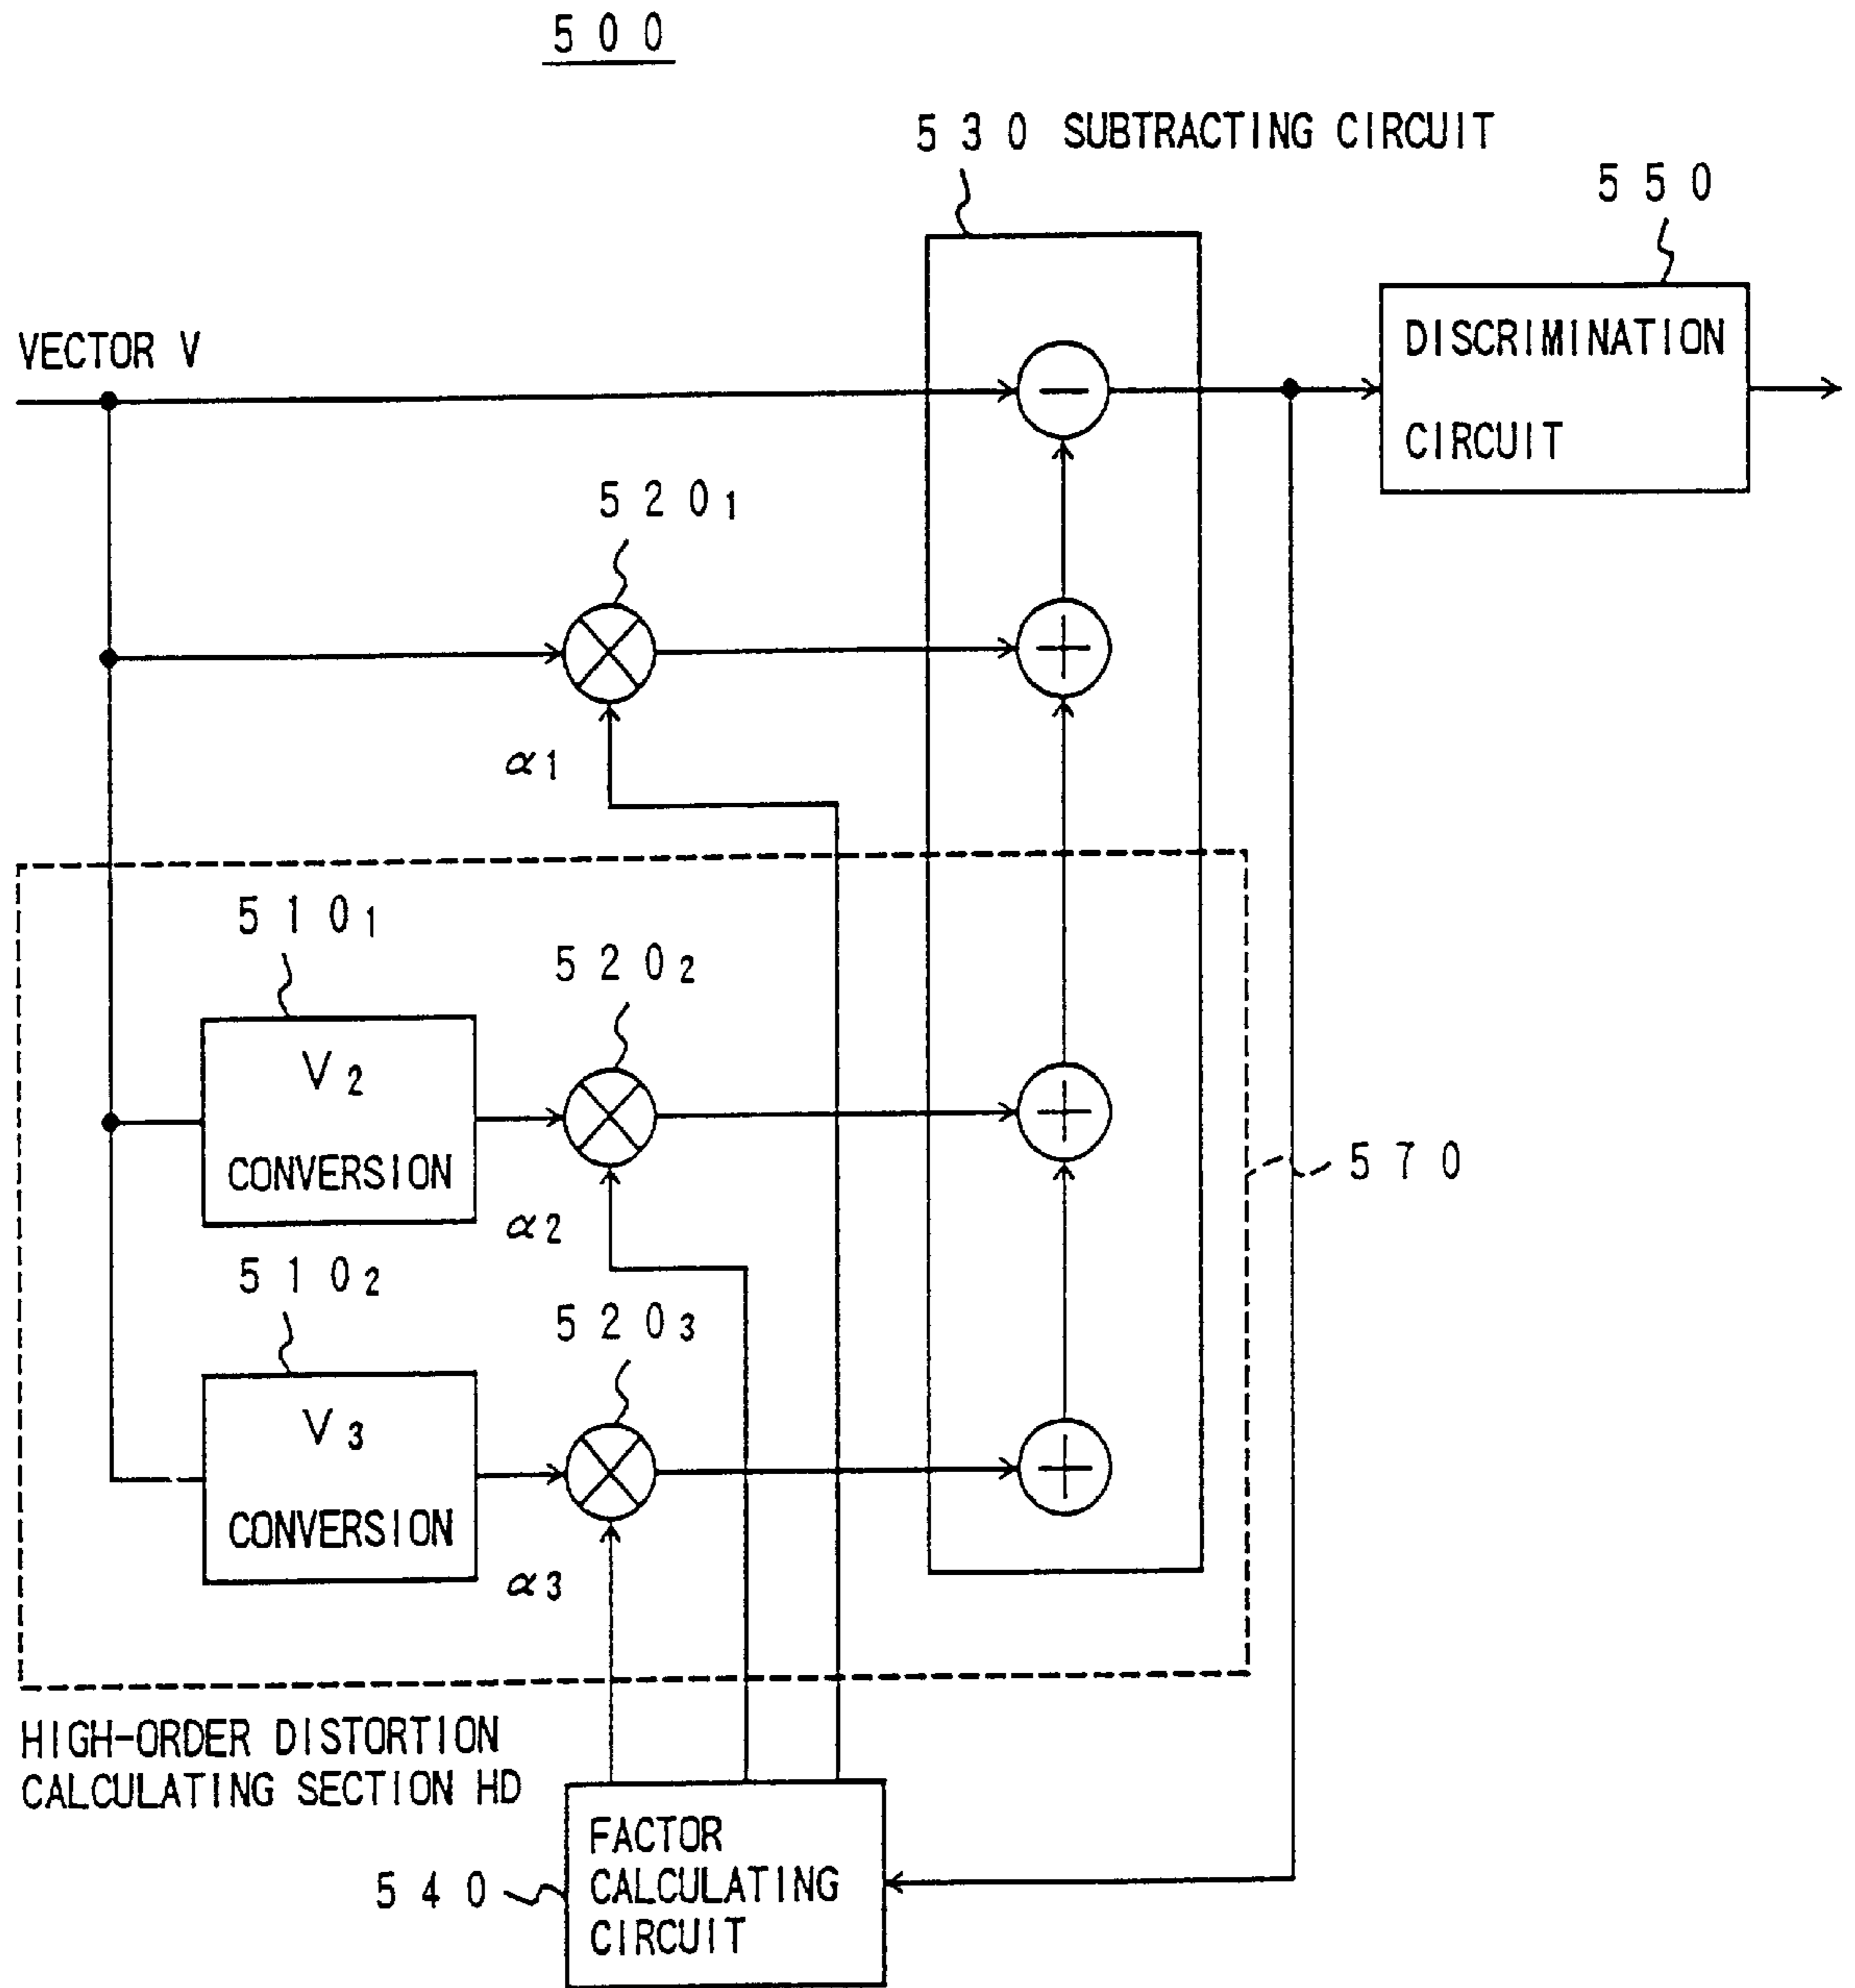 500
530 SUBTRACTING CIRCUIT
550
VECTOR V
DISCRIMINATION
CIRCUIT
520₁
α1
510₁
520₂
V₂
CONVERSION
570
α2
510₂
520₃
V₃
CONVERSION
α3
HIGH-ORDER DISTORTION
CALCULATING SECTION HD
FACTOR
CALCULATING
CIRCUIT
540